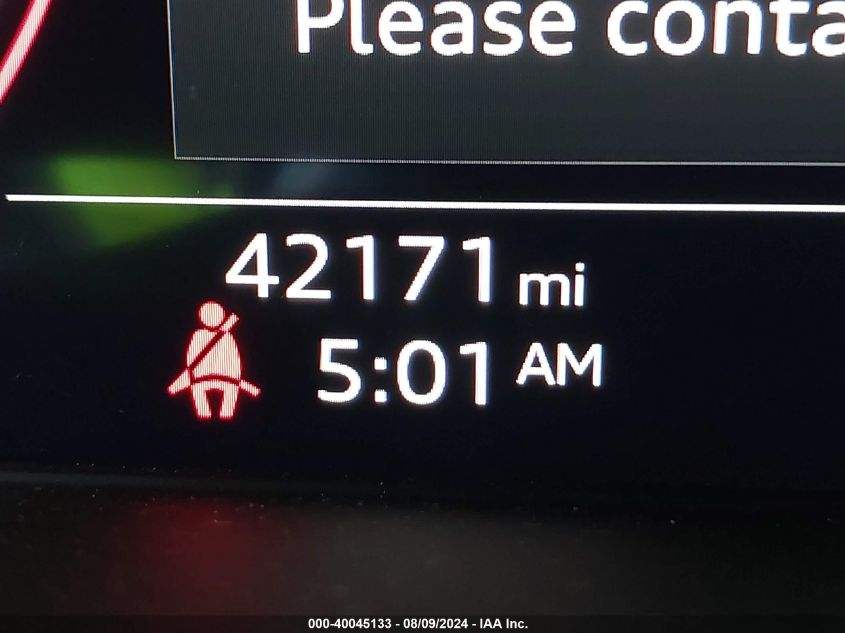 Please conta
42171 mi
5:01 AM
000-40045133 - 08/09/2024 - IAA Inc.